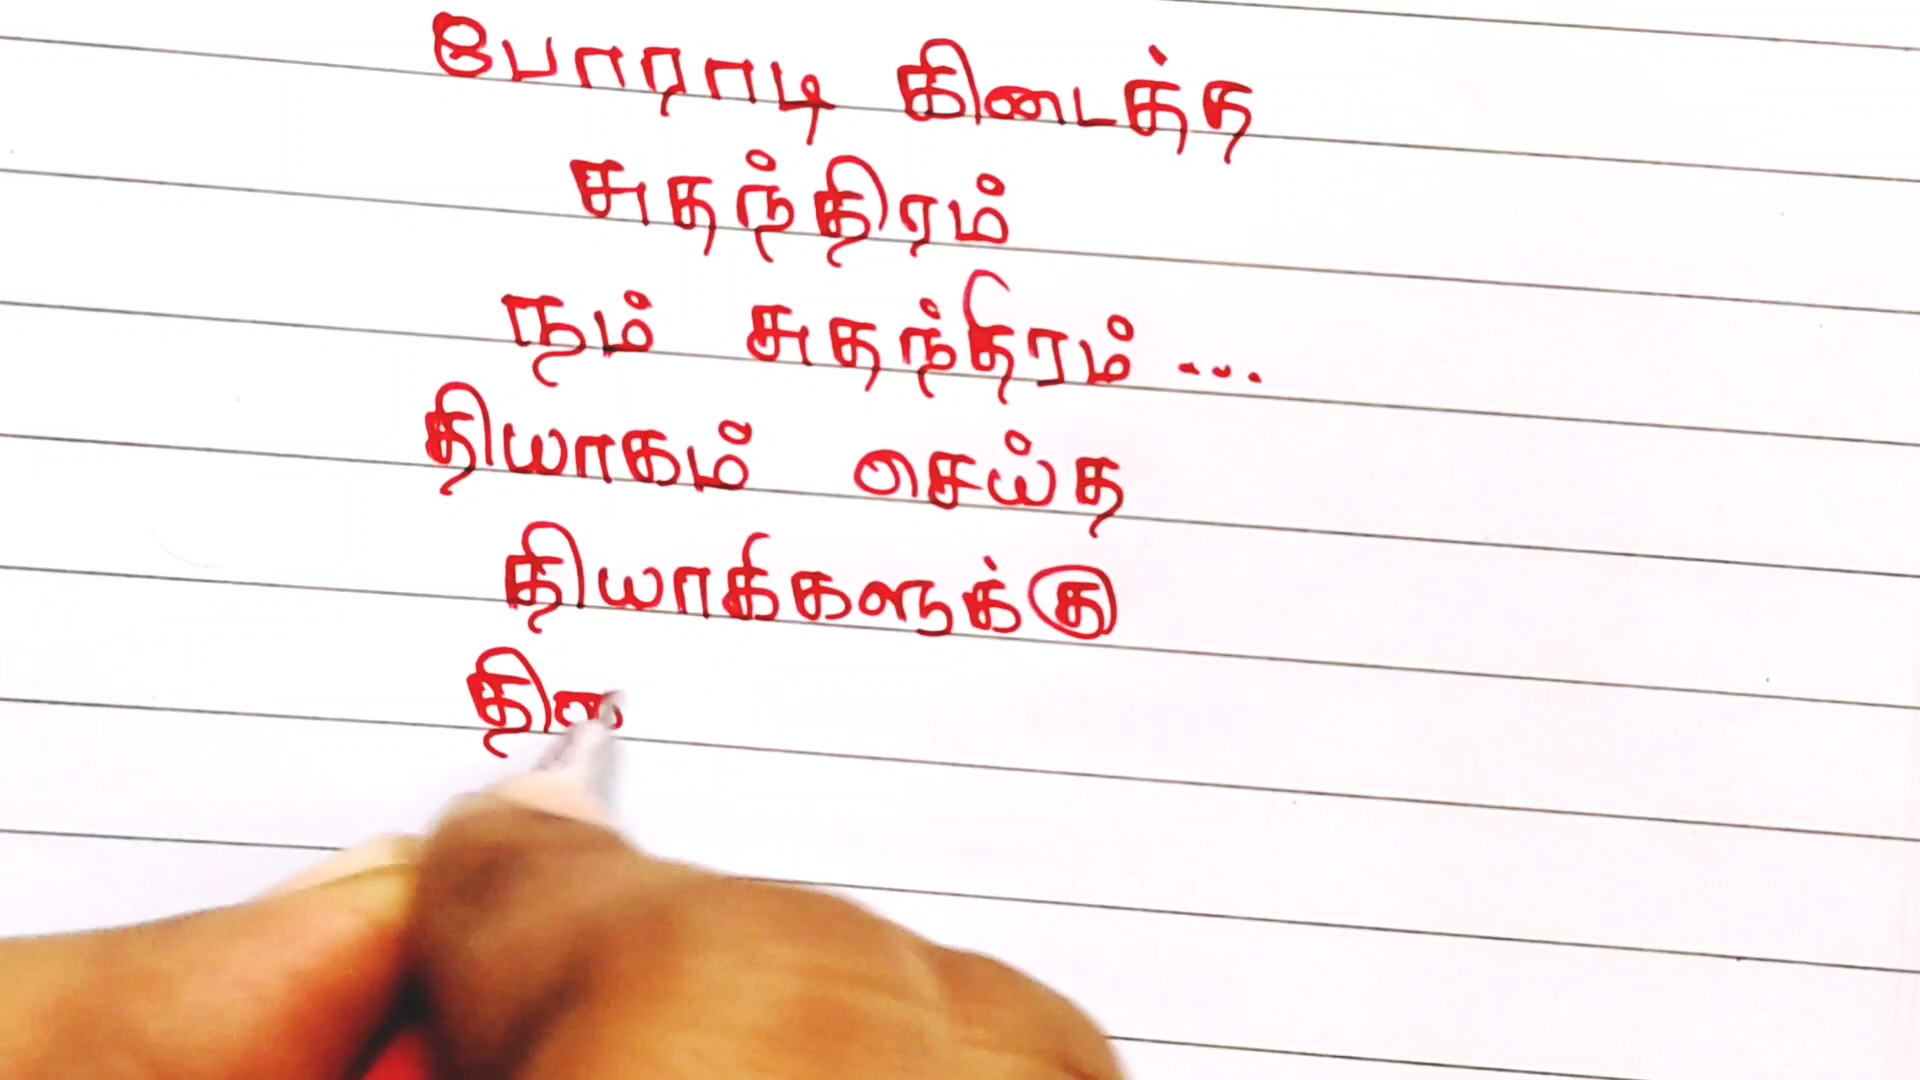 போராடி கிடைத்த
சுதந்திரம்
நம் சுதந்திரம்...
தியாகம் செய்த
தியாகிகளுக்கு